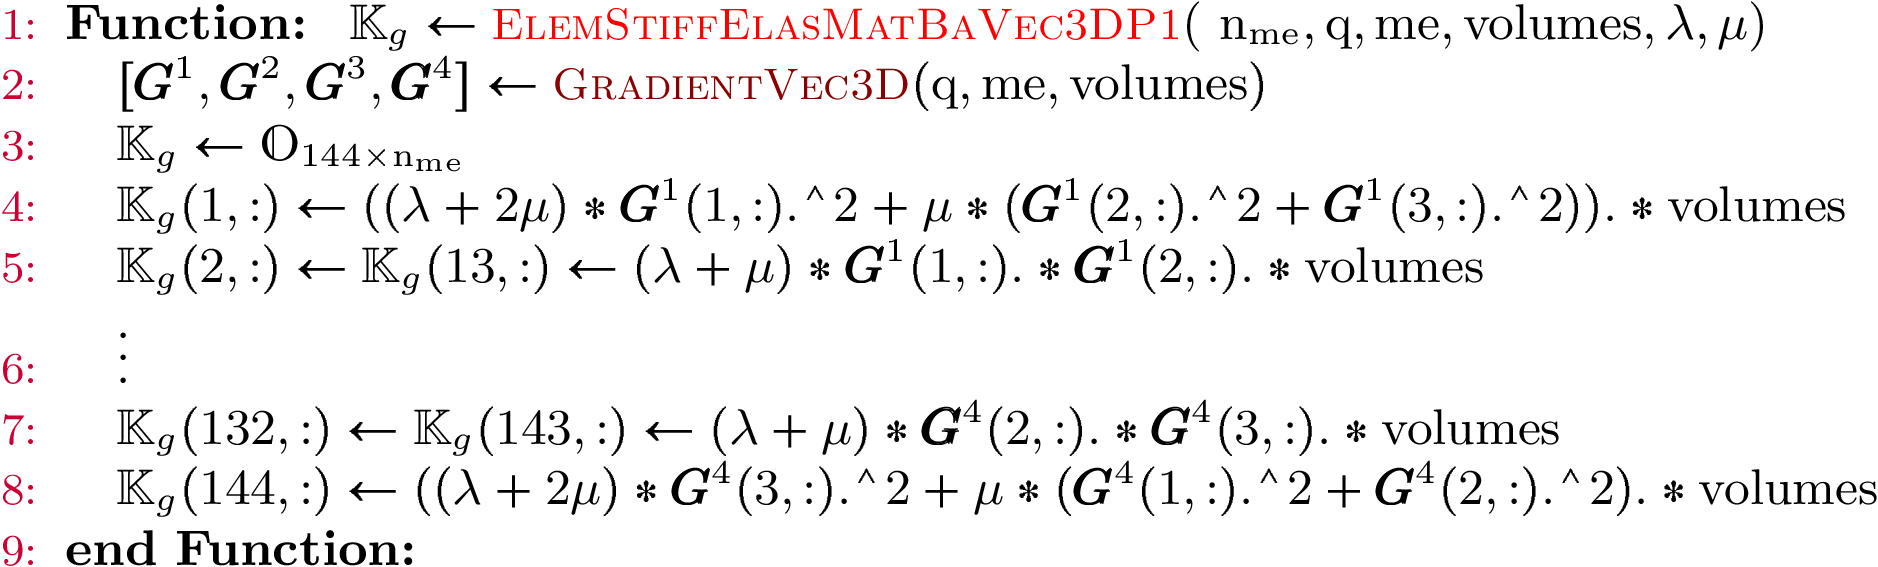 1: Function: 𝕂_g ← ElemStiffElasMatBaVec3DP1( n_me, q, me, volumes, λ, μ)
2: [G^1, G^2, G^3, G^4] ← GradientVec3D(q, me, volumes)
3: 𝕂_g ← 𝕆_{144×n_me}
4: 𝕂_g(1, :) ← ((λ + 2μ) ∗ G^1(1, :).^2 + μ ∗ (G^1(2, :).^2 + G^1(3, :).^2)). ∗ volumes
5: 𝕂_g(2, :) ← 𝕂_g(13, :) ← (λ + μ) ∗ G^1(1, :). ∗ G^1(2, :). ∗ volumes
6: ⋮
7: 𝕂_g(132, :) ← 𝕂_g(143, :) ← (λ + μ) ∗ G^4(2, :). ∗ G^4(3, :). ∗ volumes
8: 𝕂_g(144, :) ← ((λ + 2μ) ∗ G^4(3, :).^2 + μ ∗ (G^4(1, :).^2 + G^4(2, :).^2). ∗ volumes
9: end Function: